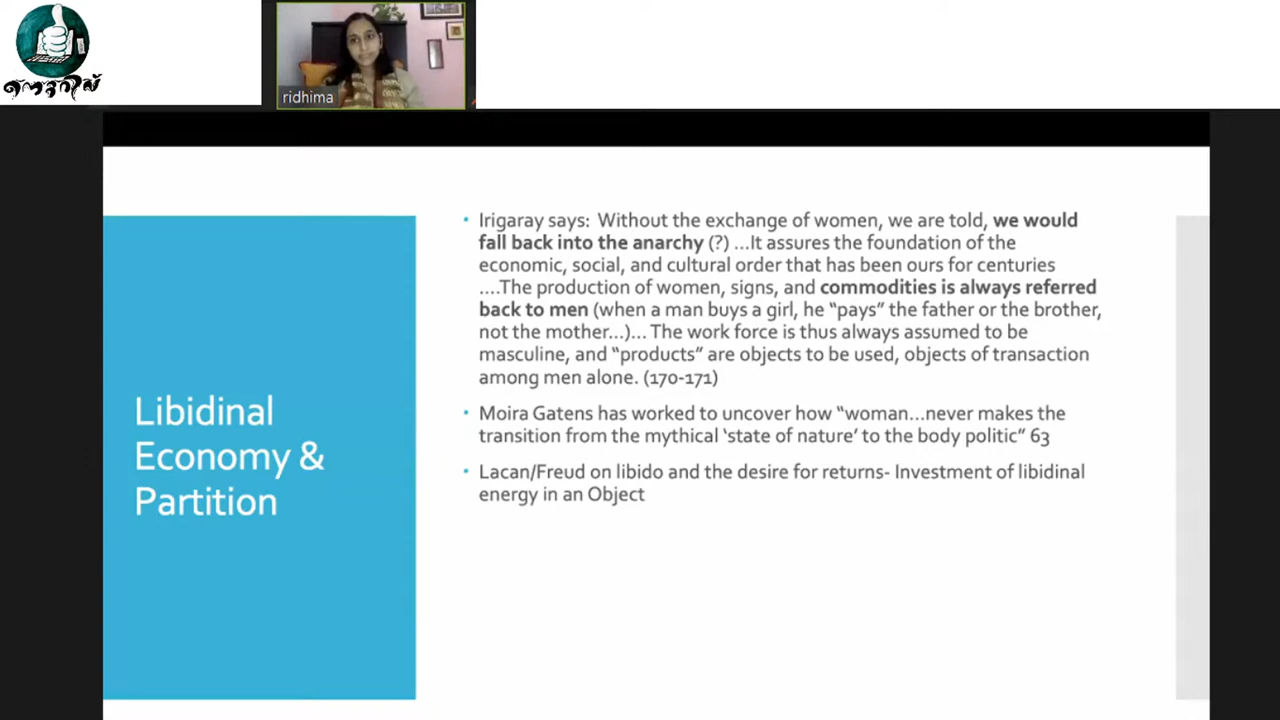 ridhima
Libidinal
Economy &
Partition
• Irigaray says: Without the exchange of women, we are told, we would
fall back into the anarchy (?) ...It assures the foundation of the
economic, social, and cultural order that has been ours for centuries
....The production of women, signs, and commodities is always referred
back to men (when a man buys a girl, he “pays” the father or the brother,
not the mother...)... The work force is thus always assumed to be
masculine, and “products” are objects to be used, objects of transaction
among men alone. (170-171)
• Moira Gatens has worked to uncover how “woman...never makes the
transition from the mythical ‘state of nature’ to the body politic” 63
• Lacan/Freud on libido and the desire for returns- Investment of libidinal
energy in an Object